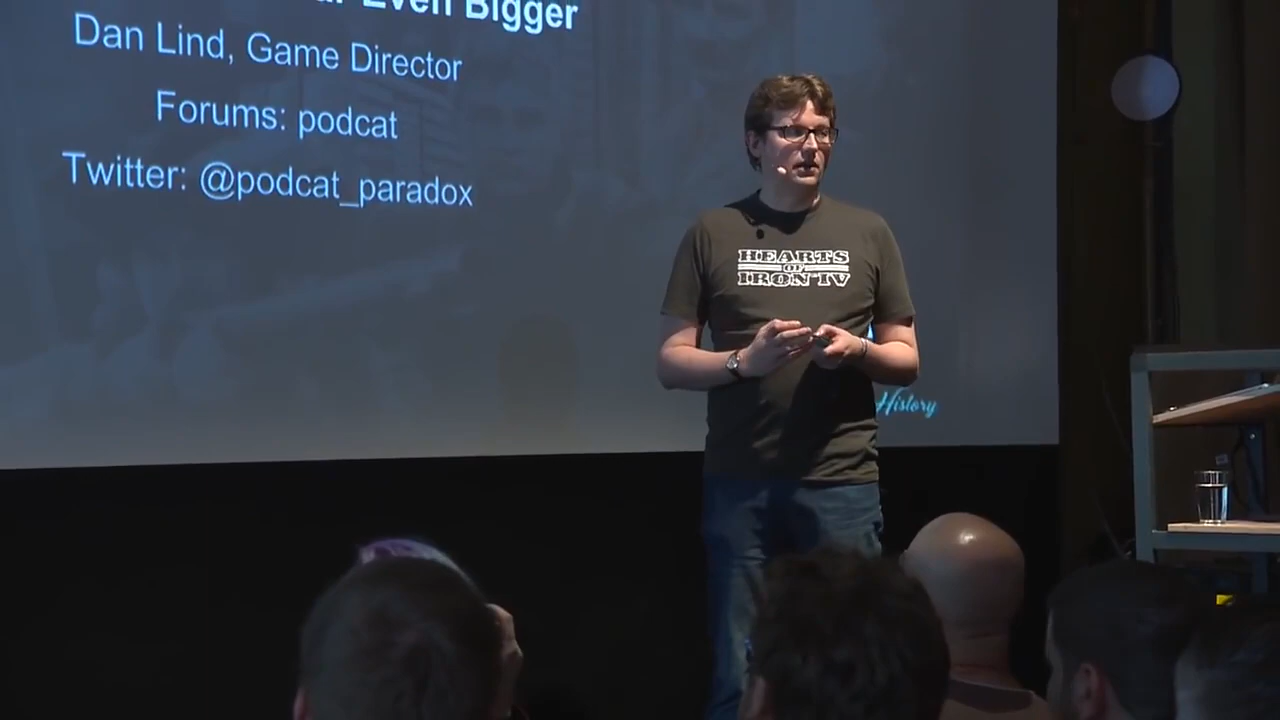 Even Bigger
Dan Lind, Game Director
Forums: podcat
Twitter: @podcat_paradox
HEARTS
OF
IRON IV
History